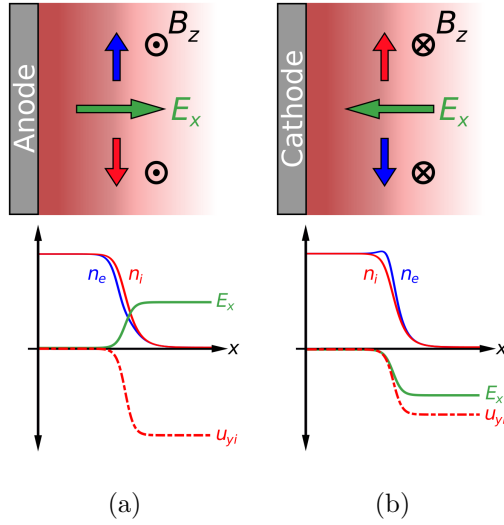 Anode
B_z
E_x
n_e
n_i
E_x
x
u_yi
(a)
Cathode
B_z
E_x
n_i
n_e
x
E_x
u_yi
(b)